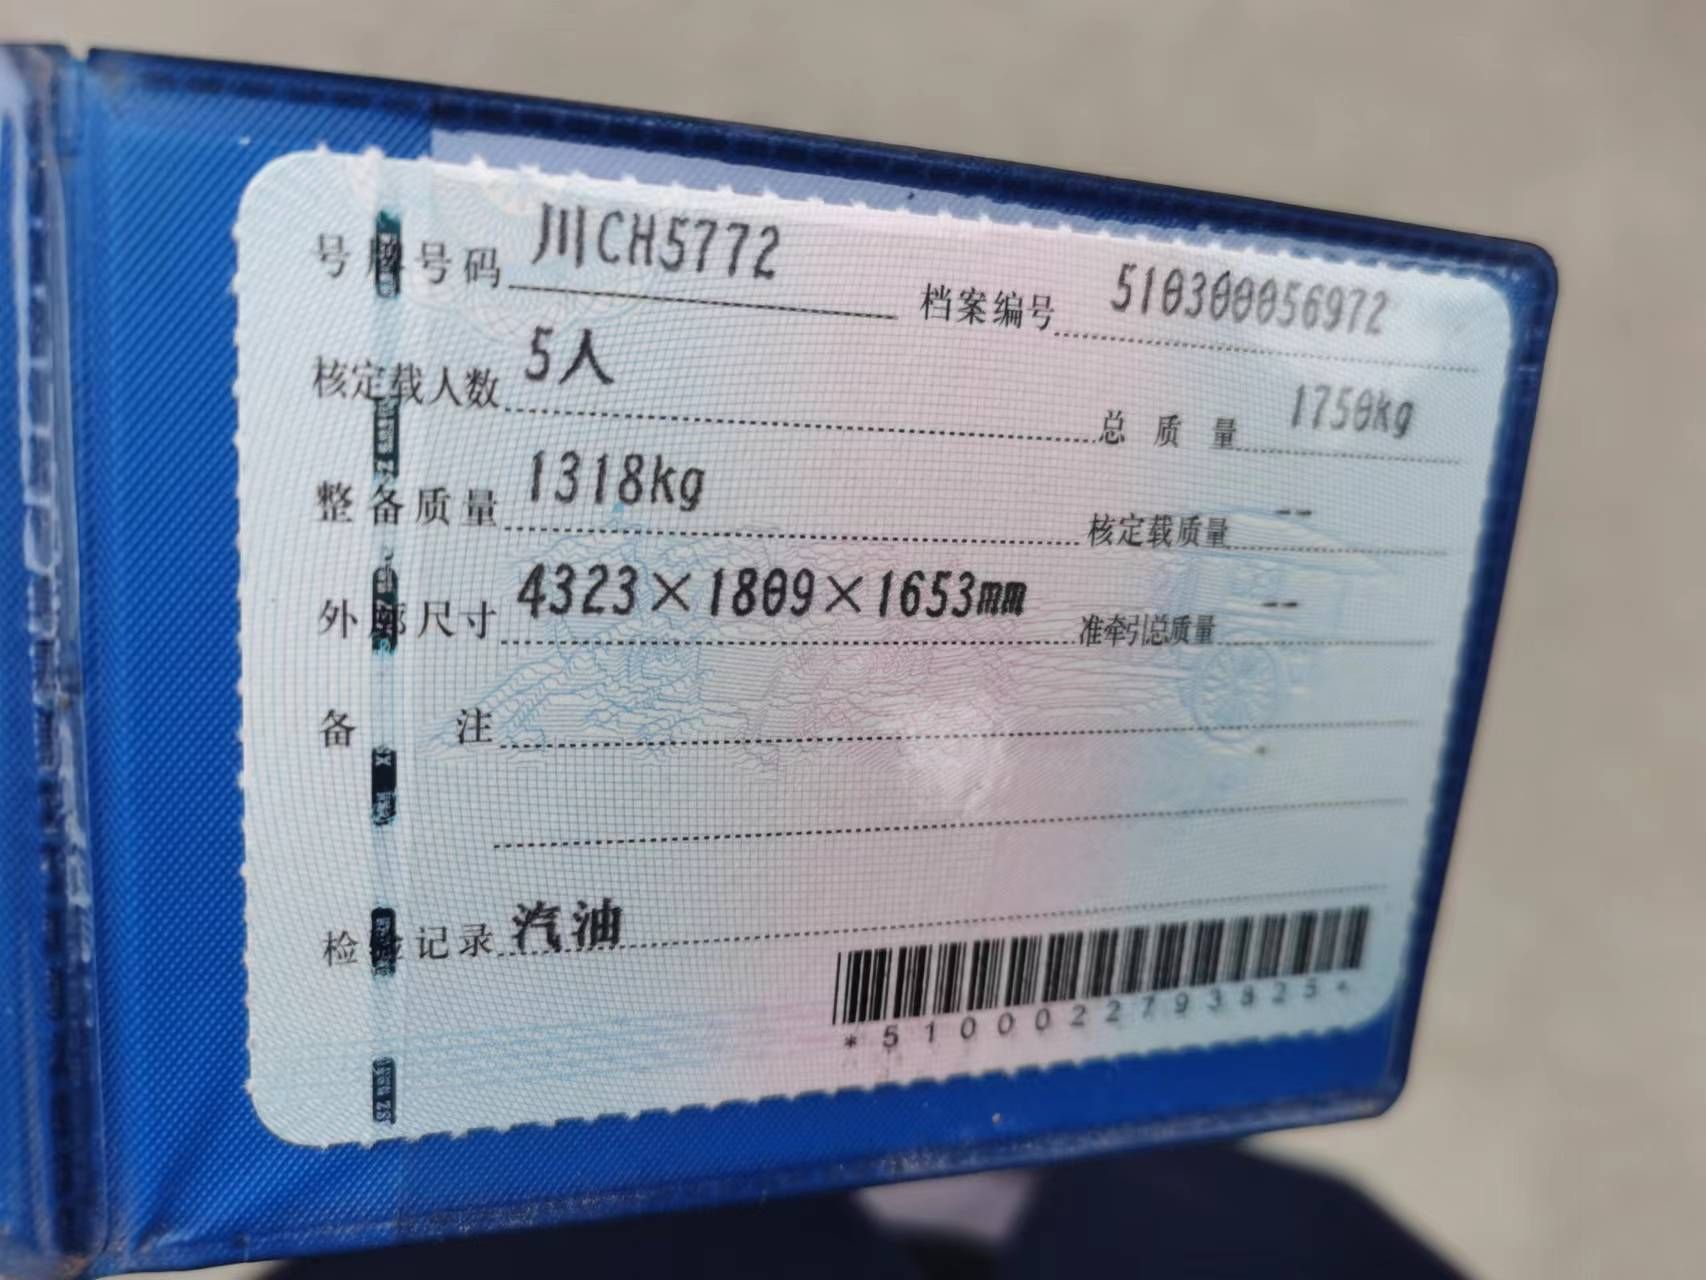 号牌号码 川CH5772 档案编号 510300056972
核定载人数 5人 总质量 1750kg
整备质量 1318kg 核定载质量 --
外廓尺寸 4323×1809×1653mm 准牵引总质量 --
备注
检验记录 汽油
*5100022793825*